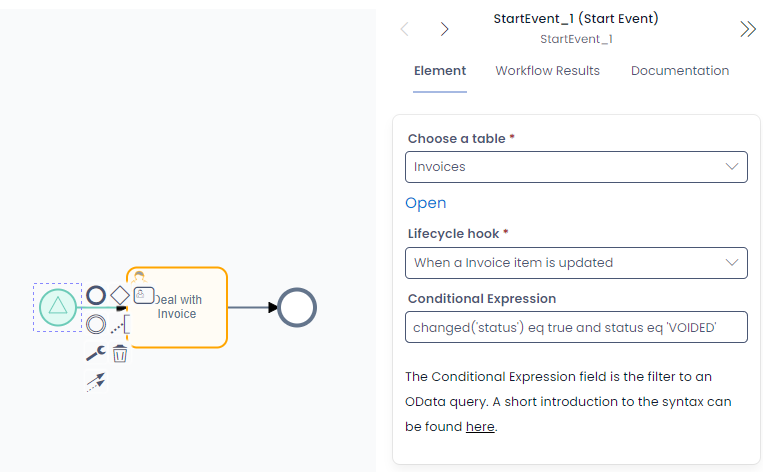 StartEvent_1 (Start Event)
StartEvent_1
Element Workflow Results Documentation
Choose a table *
Invoices
Open
Lifecycle hook *
When a Invoice item is updated
Conditional Expression
changed('status') eq true and status eq 'VOIDED'
The Conditional Expression field is the filter to an
OData query. A short introduction to the syntax can
be found here.
Deal with
Invoice